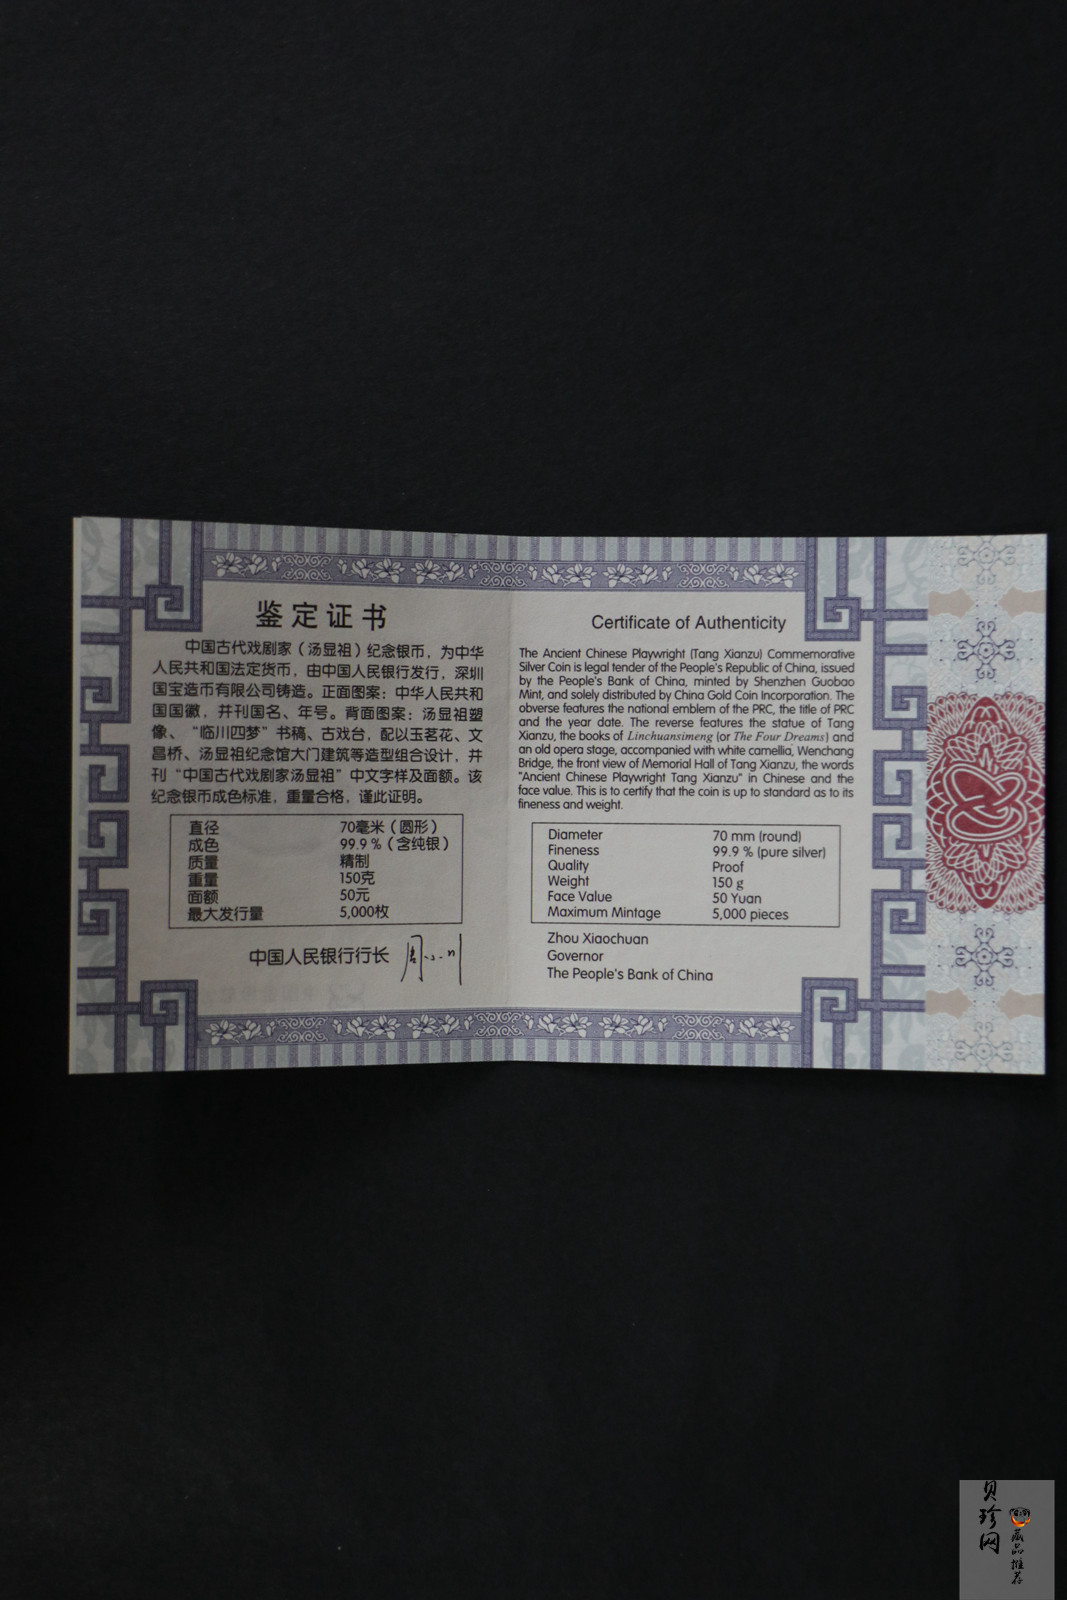 鉴定证书
中国古代戏剧家（汤显祖）纪念银币，为中华
人民共和国法定货币，由中国人民银行发行，深圳
国宝造币有限公司铸造。正面图案：中华人民共和
国国徽，并刊国名、年号。背面图案：汤显祖塑
像、“临川四梦”书稿、古戏台，配以玉茗花、文
昌桥、汤显祖纪念馆大门建筑等造型组合设计，并
刊“中国古代戏剧家汤显祖”中文字样及面额。该
纪念银币成色标准，重量合格，谨此证明。
直径 70毫米（圆形）
成色 99.9％（含纯银）
质量 精制
重量 150克
面额 50元
最大发行量 5,000枚
中国人民银行行长 周小川
Certificate of Authenticity
The Ancient Chinese Playwright (Tang Xianzu) Commemorative
Silver Coin is legal tender of the People's Republic of China, issued
by the People's Bank of China, minted by Shenzhen Guobao
Mint, and solely distributed by China Gold Coin Incorporation. The
obverse features the national emblem of the PRC, the title of PRC
and the year date. The reverse features the statue of Tang
Xianzu, the books of Linchuansimeng (or The Four Dreams) and
an old opera stage, accompanied with white camellia, Wenchang
Bridge, the front view of Memorial Hall of Tang Xianzu, the words
"Ancient Chinese Playwright Tang Xianzu" in Chinese and the
face value. This is to certify that the coin is up to standard as to its
fineness and weight.
Diameter 70 mm (round)
Fineness 99.9 % (pure silver)
Quality Proof
Weight 150 g
Face Value 50 Yuan
Maximum Mintage 5,000 pieces
Zhou Xiaochuan
Governor
The People's Bank of China
贝珍网
藏品推荐